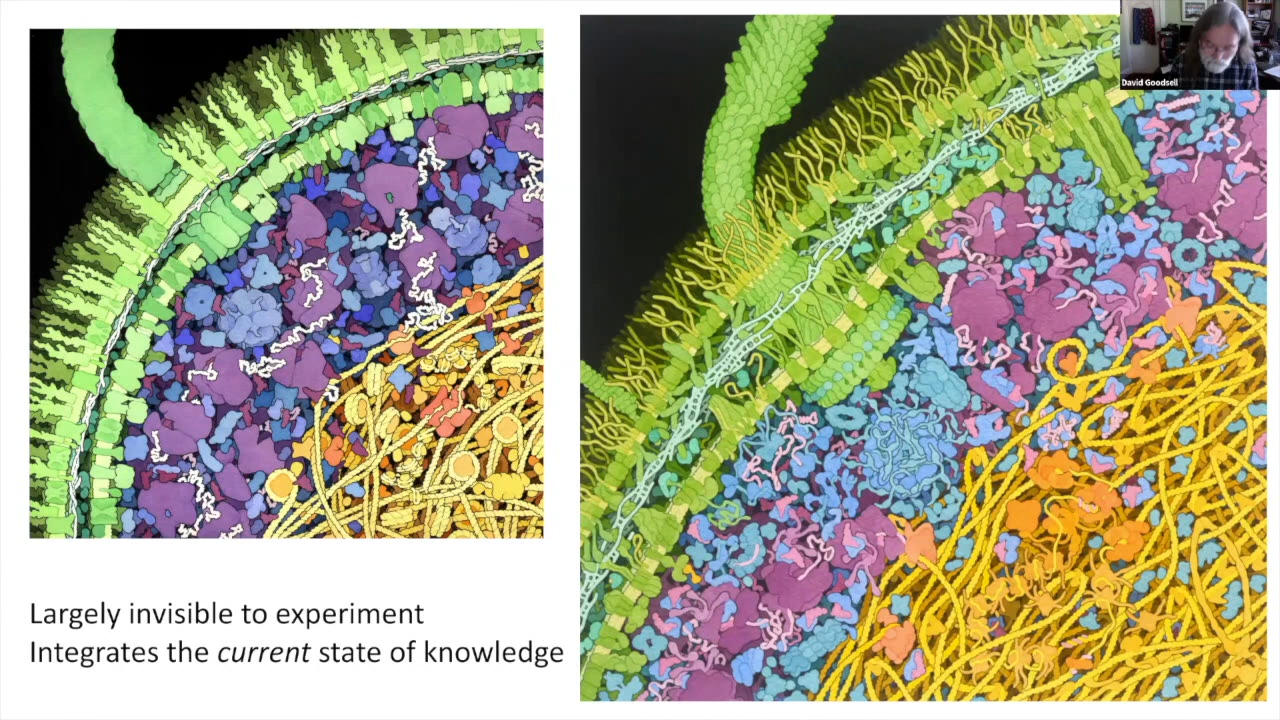 David Goodsell
Largely invisible to experiment
Integrates the current state of knowledge